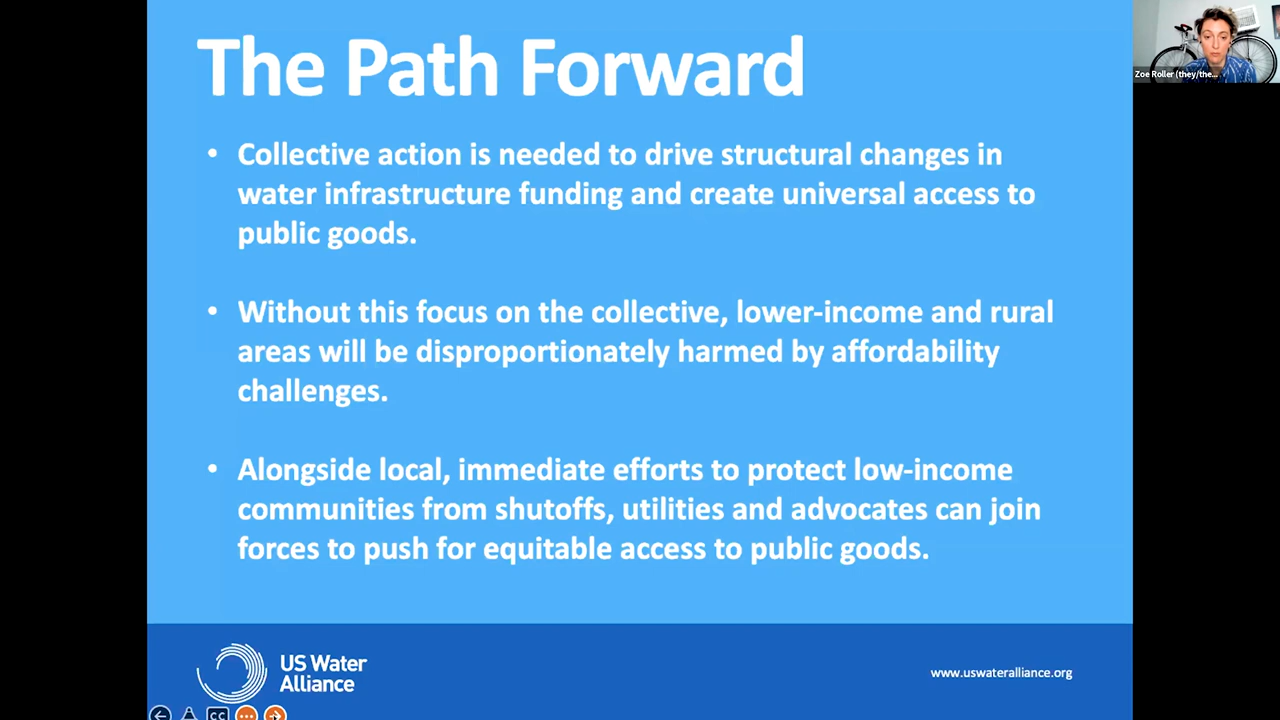 The Path Forward
• Collective action is needed to drive structural changes in
water infrastructure funding and create universal access to
public goods.
• Without this focus on the collective, lower-income and rural
areas will be disproportionately harmed by affordability
challenges.
• Alongside local, immediate efforts to protect low-income
communities from shutoffs, utilities and advocates can join
forces to push for equitable access to public goods.
US Water
Alliance
www.uswateralliance.org
Zoe Roller (they/the...
CC